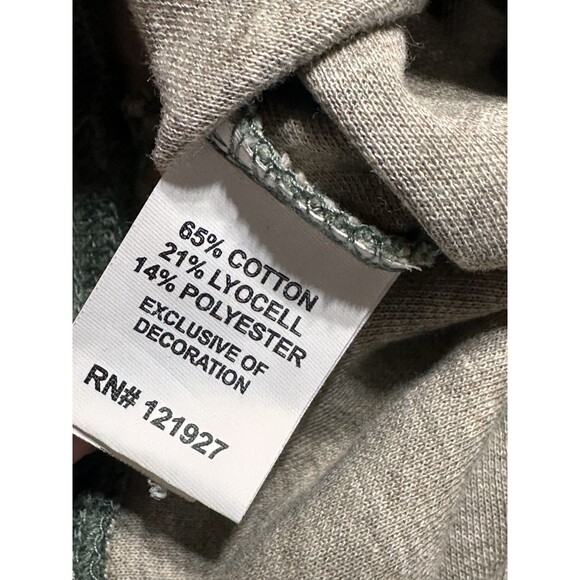 65% COTTON
21% LYOCELL
14% POLYESTER
EXCLUSIVE OF
DECORATION
RN# 121927